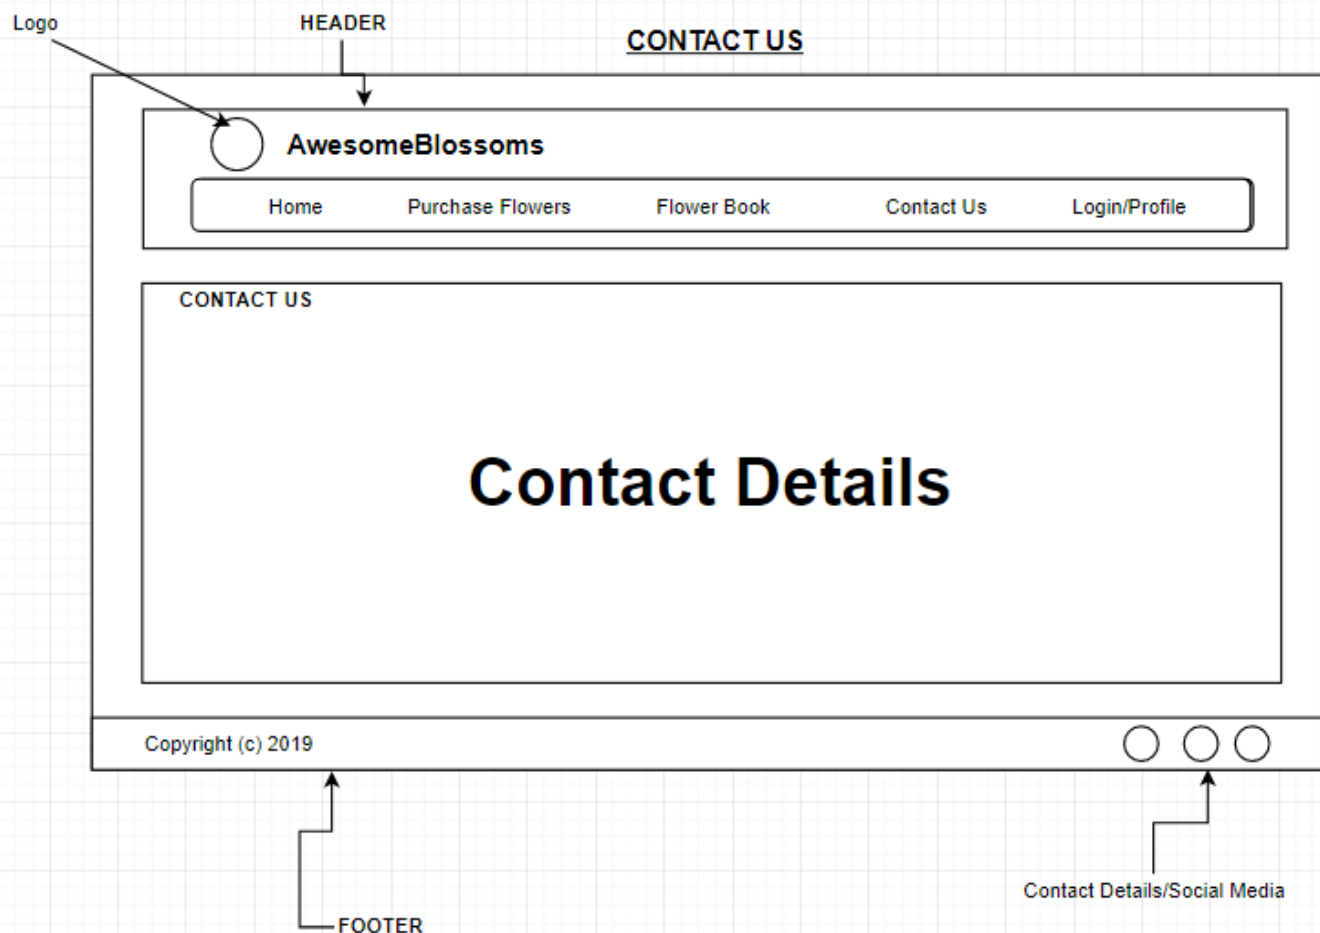 Logo
HEADER
CONTACT US
AwesomeBlossoms
Home Purchase Flowers Flower Book Contact Us Login/Profile
CONTACT US
Contact Details
Copyright (c) 2019
Contact Details/Social Media
FOOTER